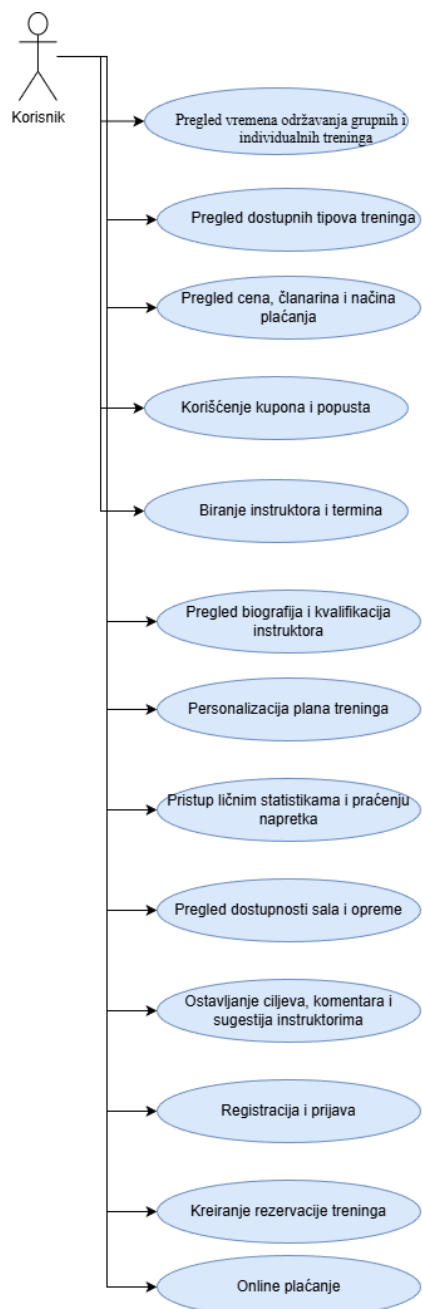 Korisnik
Pregled vremena održavanja grupnih i
individualnih treninga
Pregled dostupnih tipova treninga
Pregled cena, članarina i načina
plaćanja
Korišćenje kupona i popusta
Biranje instruktora i termina
Pregled biografija i kvalifikacija
instruktora
Personalizacija plana treninga
Pristup ličnim statistikama i praćenju
napretka
Pregled dostupnosti sala i opreme
Ostavljanje ciljeva, komentara i
sugestija instruktorima
Registracija i prijava
Kreiranje rezervacije treninga
Online plaćanje